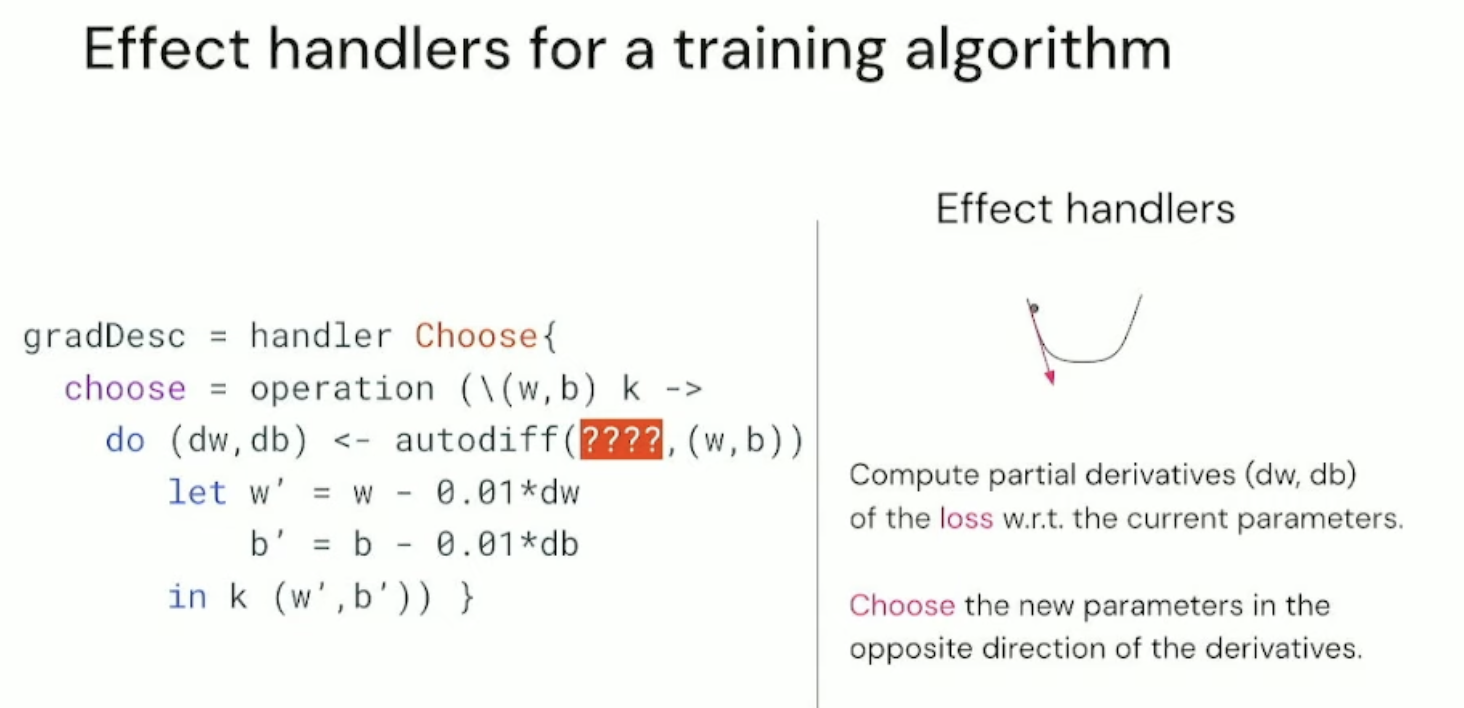 Effect handlers for a training algorithm
gradDesc = handler Choose{
choose = operation (\(w,b) k ->
do (dw,db) <- autodiff(????,(w,b))
let w′ = w - 0.01*dw
b′ = b - 0.01*db
in k (w′,b′)) }
Effect handlers
Compute partial derivatives (dw, db)
of the loss w.r.t. the current parameters.
Choose the new parameters in the
opposite direction of the derivatives.